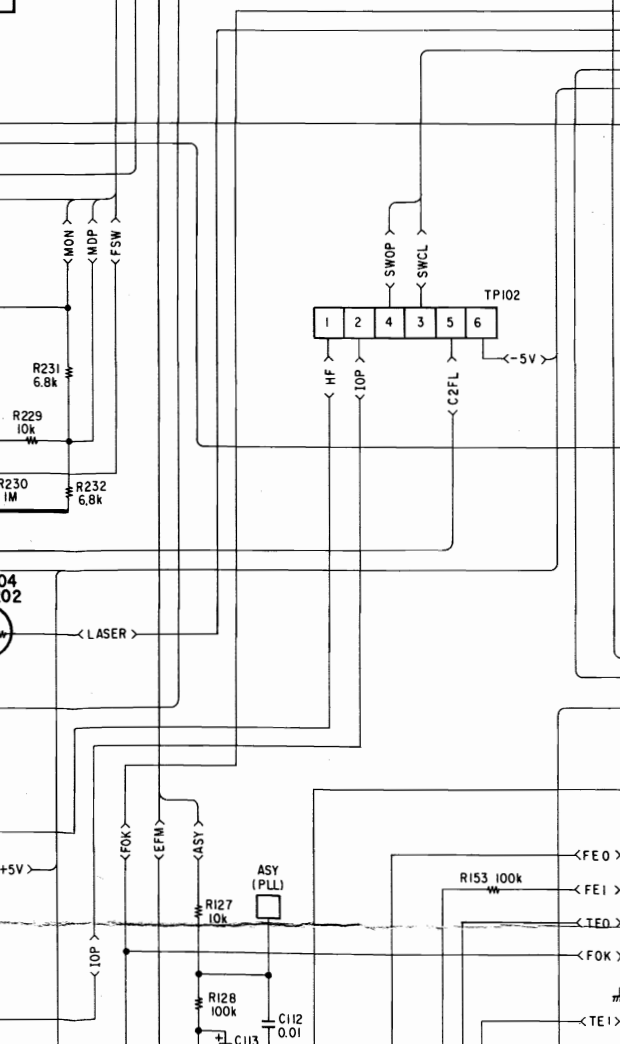 MON
MDP
FSW
SWOP
SWCL
TP102
1 2 4 3 5 6
-5V
HF
IOP
C2FL
R231
6.8k
R229
10k
R230
1M
R232
6.8k
04
02
LASER
+5V
FOK
EFM
ASY
ASY
(PLL)
R127
10k
R153 100k
FEO
FEI
TEO
FOK
IOP
R128
100k
C112
0.01
+
C113
TEI